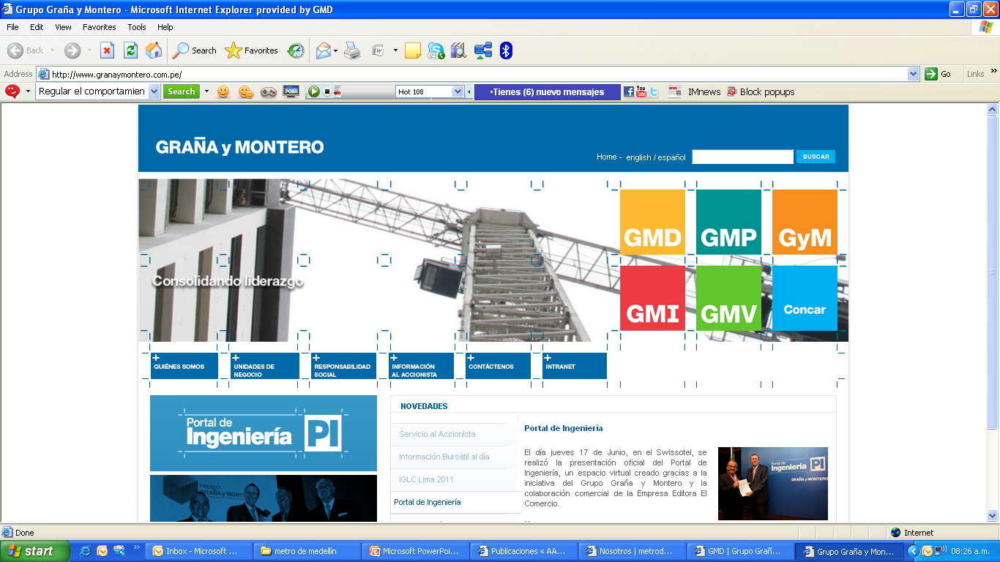 Grupo Graña y Montero - Microsoft Internet Explorer provided by GMD
File Edit View Favorites Tools Help
Back Search Favorites
Address http://www.granaymontero.com.pe/ Go Links »
Regular el comportamien Search Hot 108 •Tienes (6) nuevo mensajes You Tube IMnews Block popups
GRAÑA y MONTERO
Home - english / español BUSCAR
GMD GMP GyM
Consolidando liderazgo
GMI GMV Concar
+ QUIÉNES SOMOS
+ UNIDADES DE
NEGOCIO
+ RESPONSABILIDAD
SOCIAL
+ INFORMACIÓN
AL ACCIONISTA
+ CONTÁCTENOS
+ INTRANET
Portal de
Ingeniería PI
PREMIO
GRAÑA y MONTERO
NOVEDADES
Servicio al Accionista
Información Bursátil al día
IGLC Lima 2011
Portal de Ingeniería
Portal de Ingeniería
El día jueves 17 de Junio, en el Swissotel, se
realizó la presentación oficial del Portal de
Ingeniería, un espacio virtual creado gracias a la
iniciativa del Grupo Graña y Montero y la
colaboración comercial de la Empresa Editora El
Comercio.
Portal de
Ingeniería PI
GRAÑA y MONTERO
Done Internet
start » Inbox - Microsoft ... metro de medellin Microsoft PowerPoi... Publicaciones « AA... Nosotros | metrod... GMD | Grupo Grañ... Grupo Graña y Mon... 08:26 a.m.